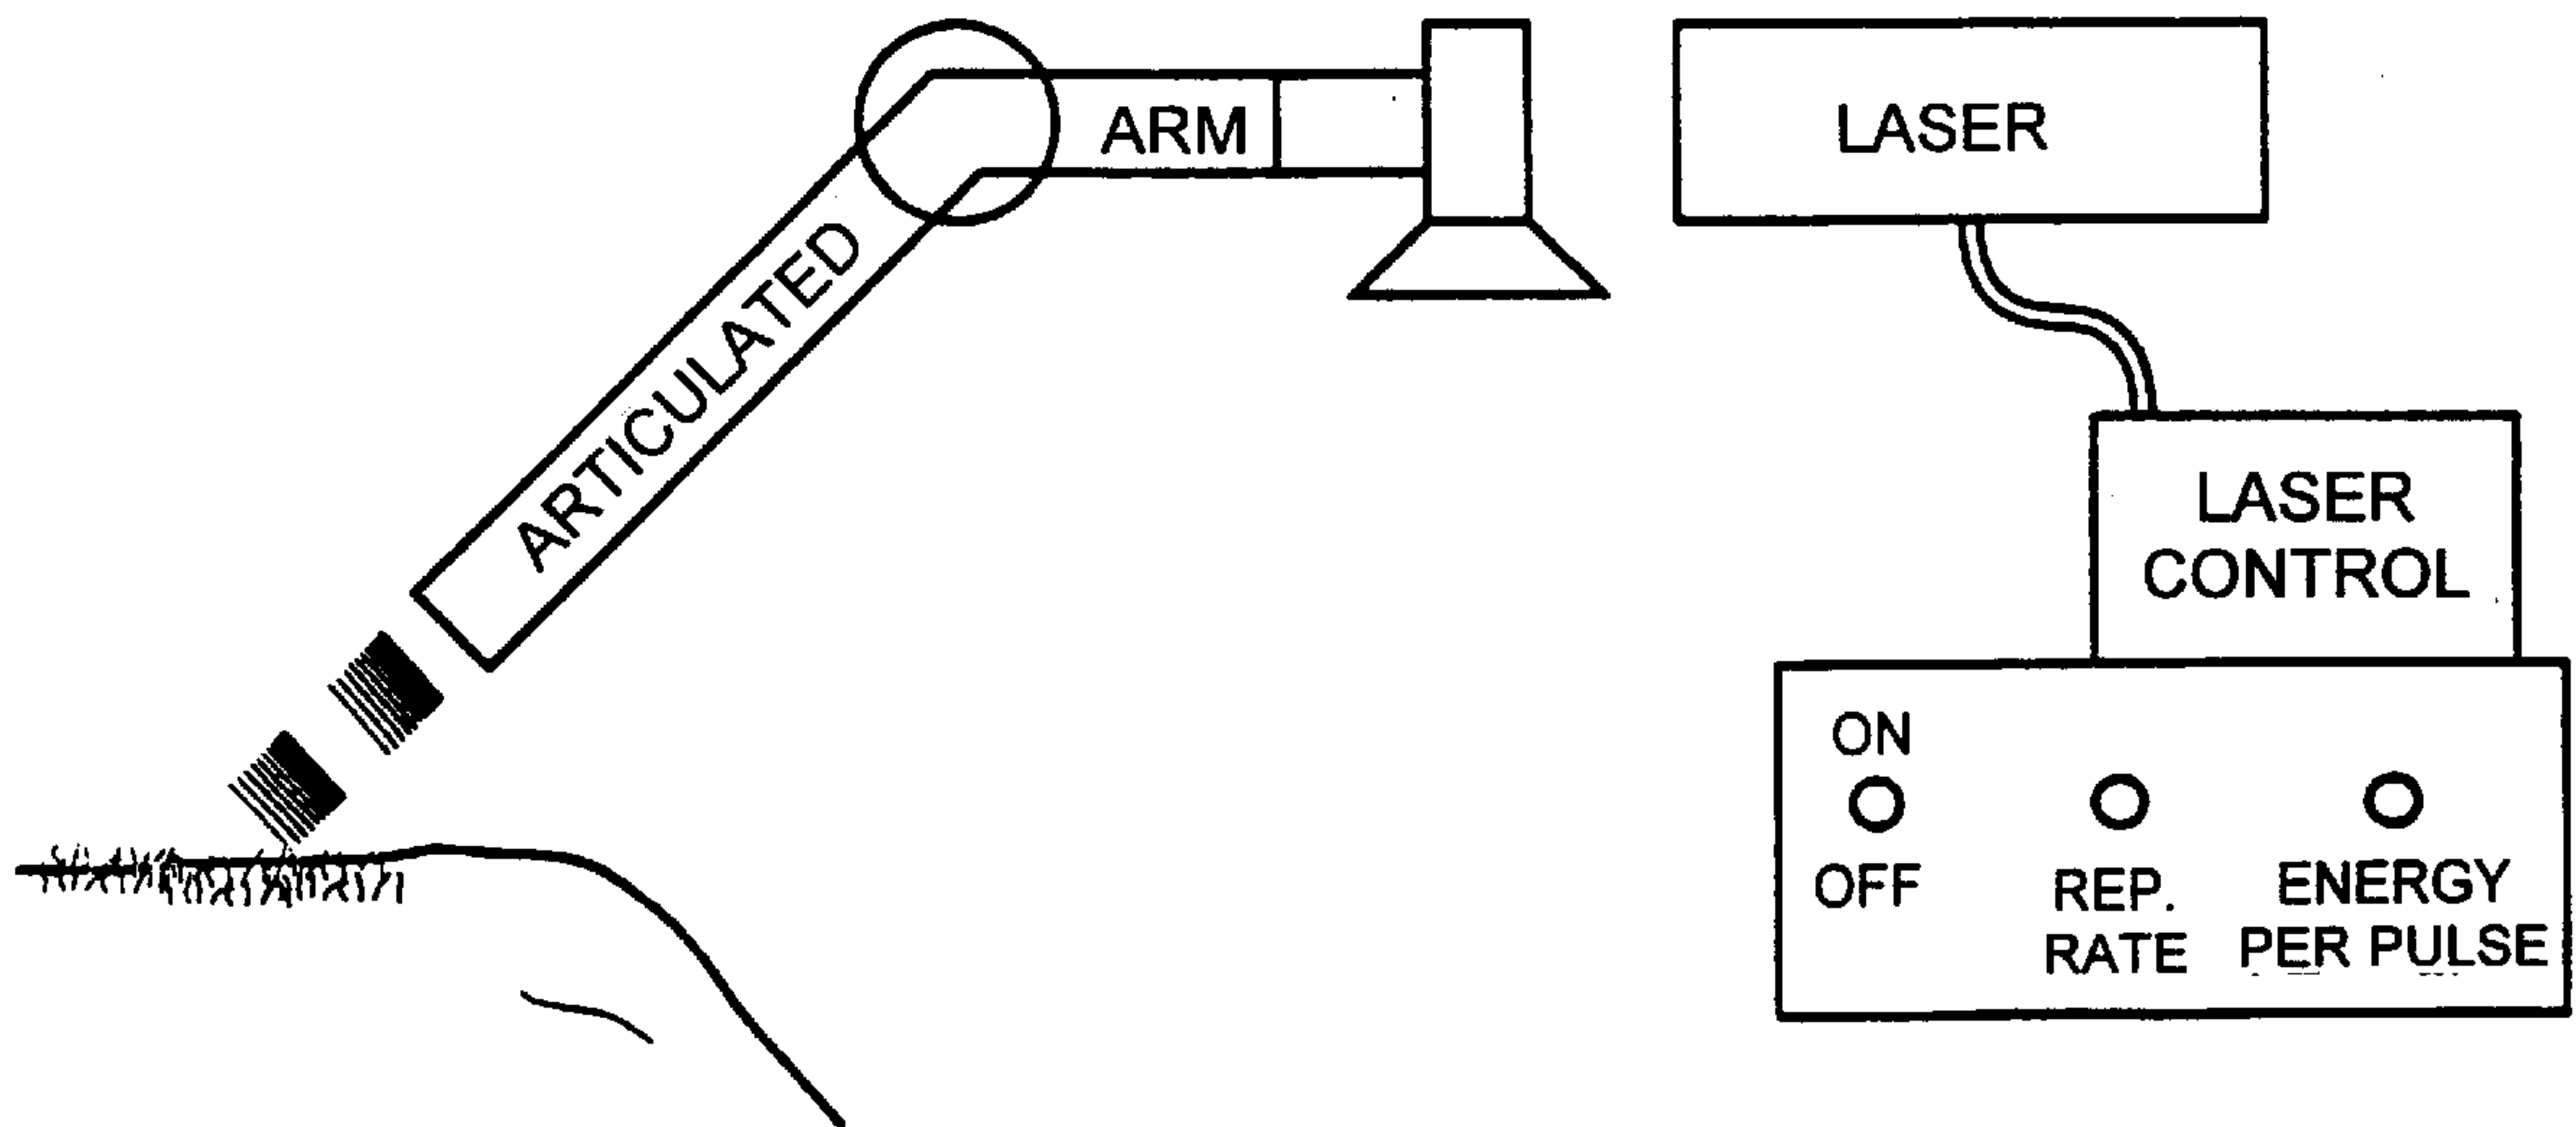 ARTICULATED
ARM
LASER
LASER
CONTROL
ON
OFF
REP.
RATE
ENERGY
PER PULSE